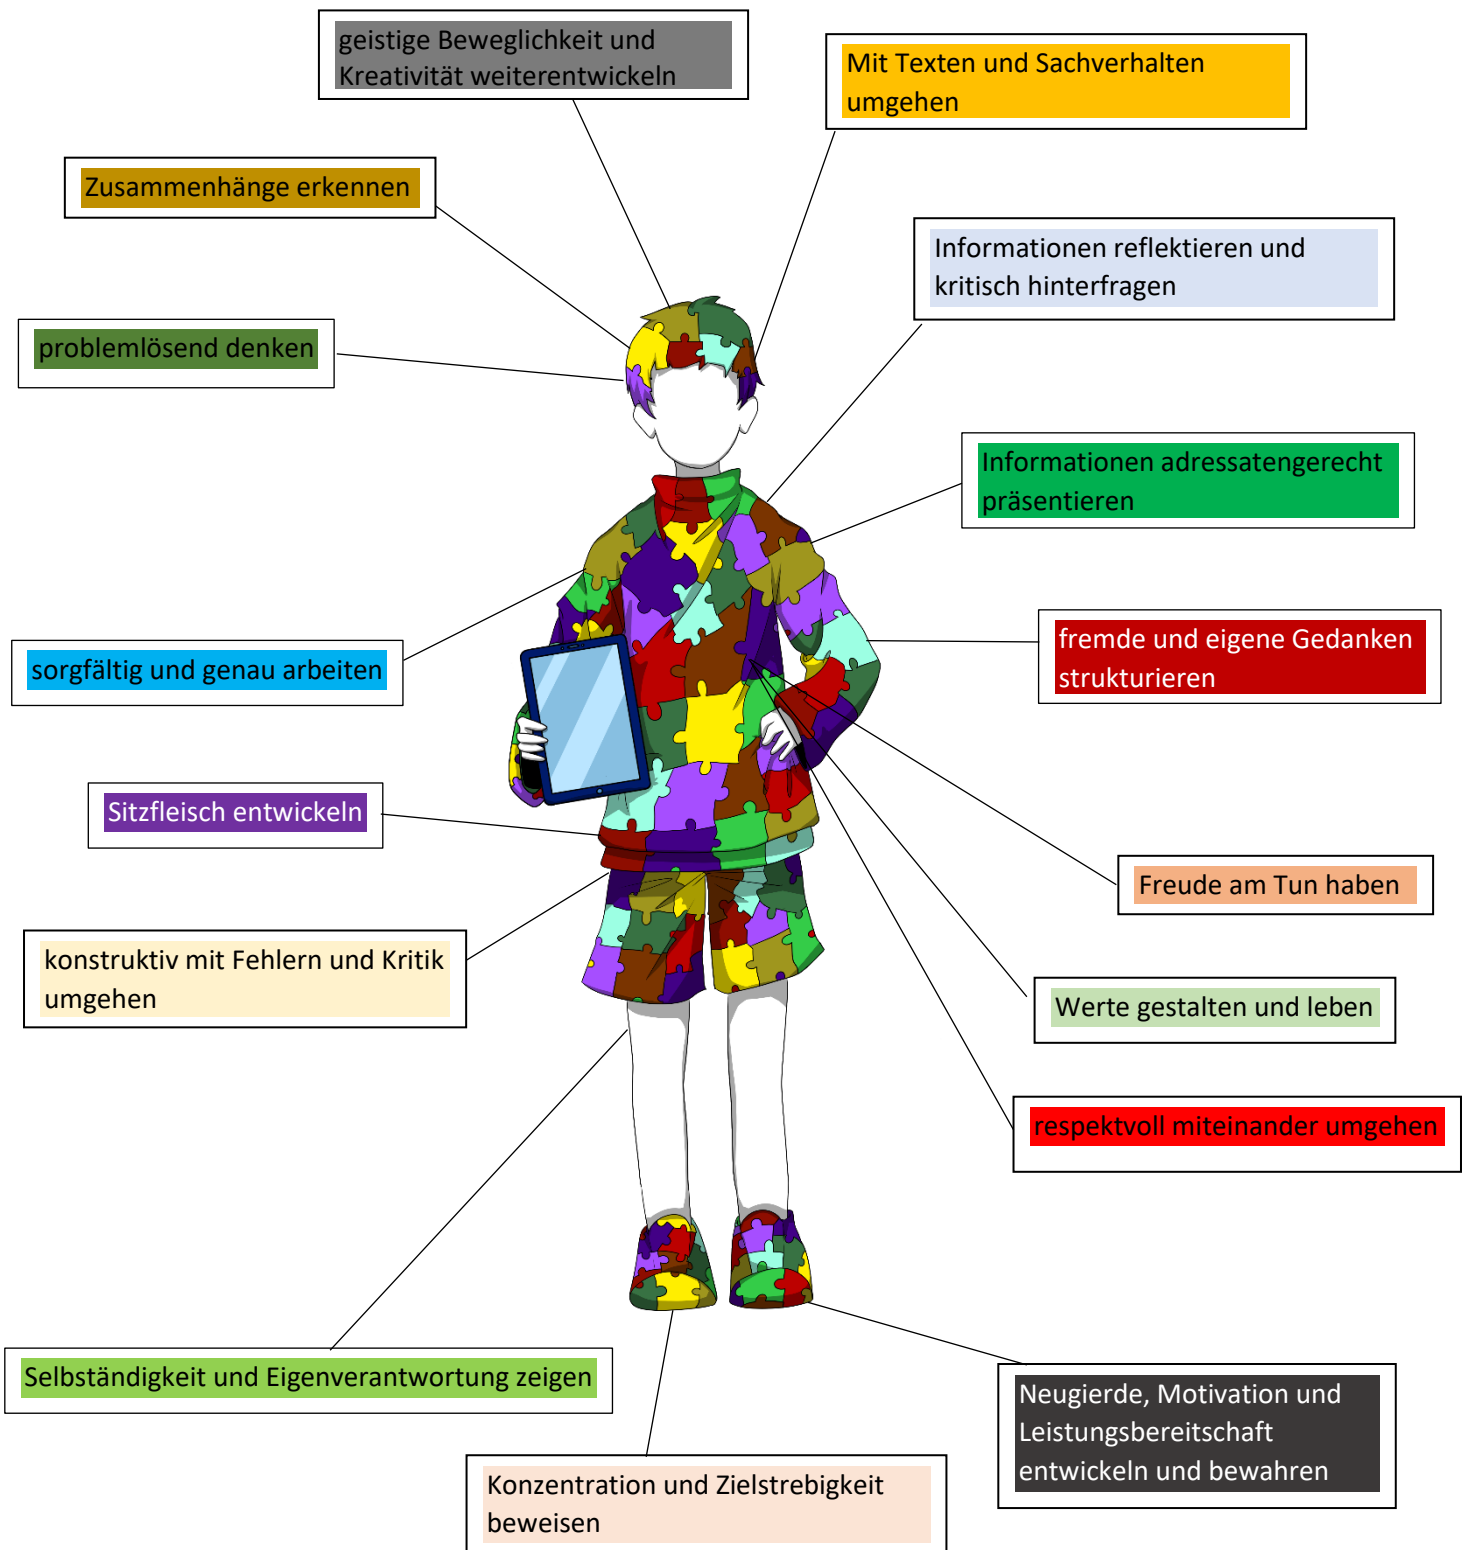 geistige Beweglichkeit und
Kreativität weiterentwickeln
Mit Texten und Sachverhalten
umgehen
Zusammenhänge erkennen
Informationen reflektieren und
kritisch hinterfragen
problemlösend denken
Informationen adressatengerecht
präsentieren
sorgfältig und genau arbeiten
fremde und eigene Gedanken
strukturieren
Sitzfleisch entwickeln
Freude am Tun haben
konstruktiv mit Fehlern und Kritik
umgehen
Werte gestalten und leben
respektvoll miteinander umgehen
Selbständigkeit und Eigenverantwortung zeigen
Neugierde, Motivation und
Leistungsbereitschaft
entwickeln und bewahren
Konzentration und Zielstrebigkeit
beweisen